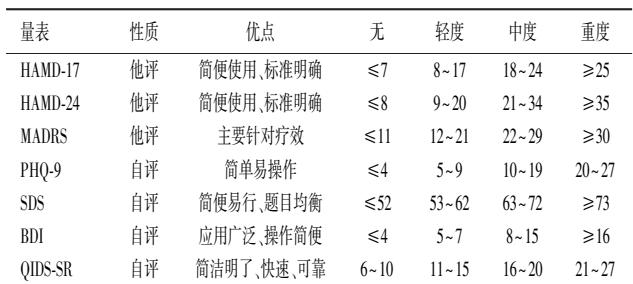 量表 性质 优点 无 轻度 中度 重度
HAMD-17 他评 简便使用、标准明确 ≤7 8~17 18~24 ≥25
HAMD-24 他评 简便使用、标准明确 ≤8 9~20 21~34 ≥35
MADRS 他评 主要针对疗效 ≤11 12~21 22~29 ≥30
PHQ-9 自评 简单易操作 ≤4 5~9 10~19 20~27
SDS 自评 简便易行、题目均衡 ≤52 53~62 63~72 ≥73
BDI 自评 应用广泛、操作简便 ≤4 5~7 8~15 ≥16
QIDS-SR 自评 简洁明了、快速、可靠 6~10 11~15 16~20 21~27